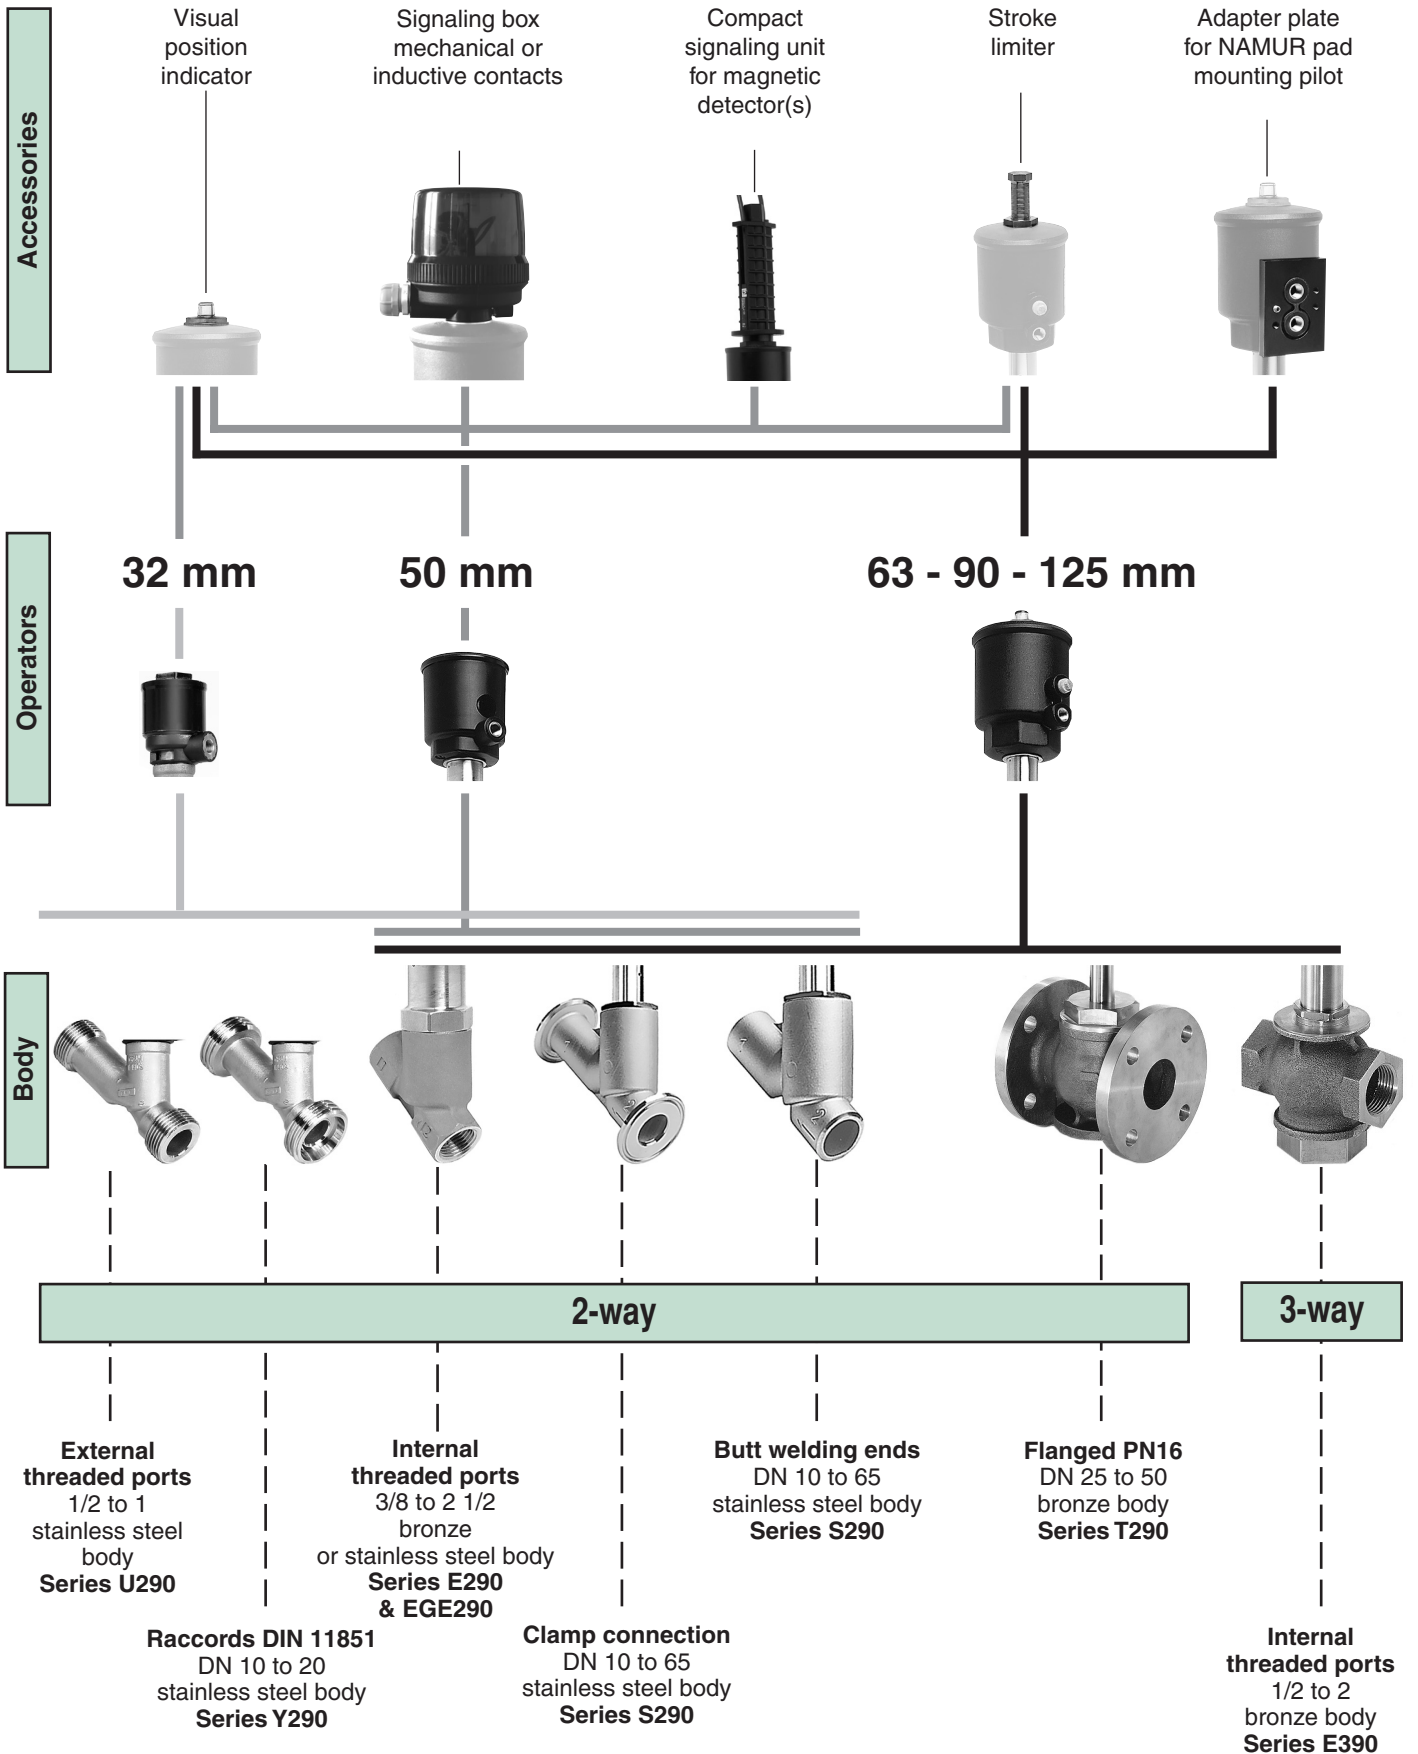 Accessories
Visual
position
indicator
Signaling box
mechanical or
inductive contacts
Compact
signaling unit
for magnetic
detector(s)
Stroke
limiter
Adapter plate
for NAMUR pad
mounting pilot
Operators
32 mm
50 mm
63 - 90 - 125 mm
Body
2-way
3-way
External
threaded ports
1/2 to 1
stainless steel
body
Series U290
Raccords DIN 11851
DN 10 to 20
stainless steel body
Series Y290
Internal
threaded ports
3/8 to 2 1/2
bronze
or stainless steel body
Series E290
& EGE290
Clamp connection
DN 10 to 65
stainless steel body
Series S290
Butt welding ends
DN 10 to 65
stainless steel body
Series S290
Flanged PN16
DN 25 to 50
bronze body
Series T290
Internal
threaded ports
1/2 to 2
bronze body
Series E390